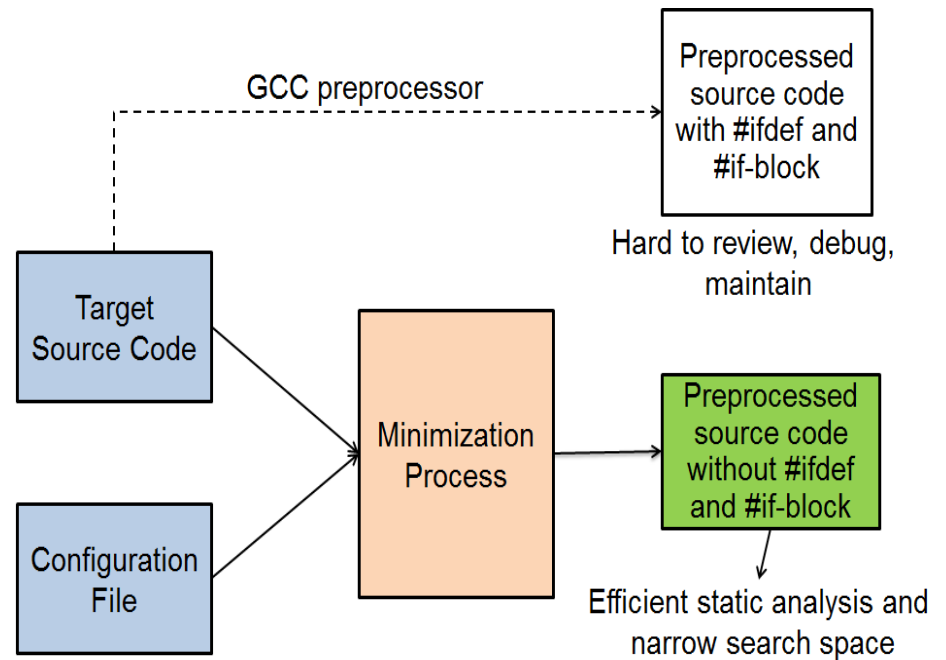 GCC preprocessor
Preprocessed
source code
with #ifdef and
#if-block
Hard to review, debug,
maintain
Target
Source Code
Minimization
Process
Preprocessed
source code
without #ifdef
and #if-block
Configuration
File
Efficient static analysis and
narrow search space